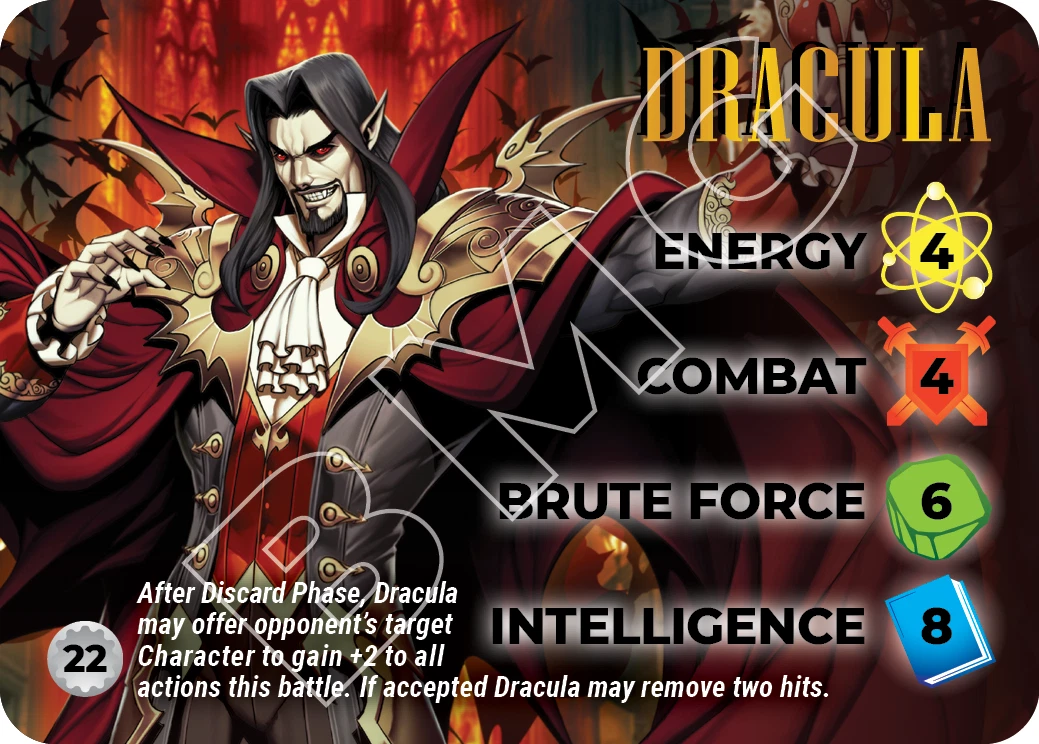 DRACULA
ENERGY 4
COMBAT 4
BRUTE FORCE 6
INTELLIGENCE 8
After Discard Phase, Dracula
may offer opponent's target
Character to gain +2 to all
actions this battle. If accepted Dracula may remove two hits.
22
BMC